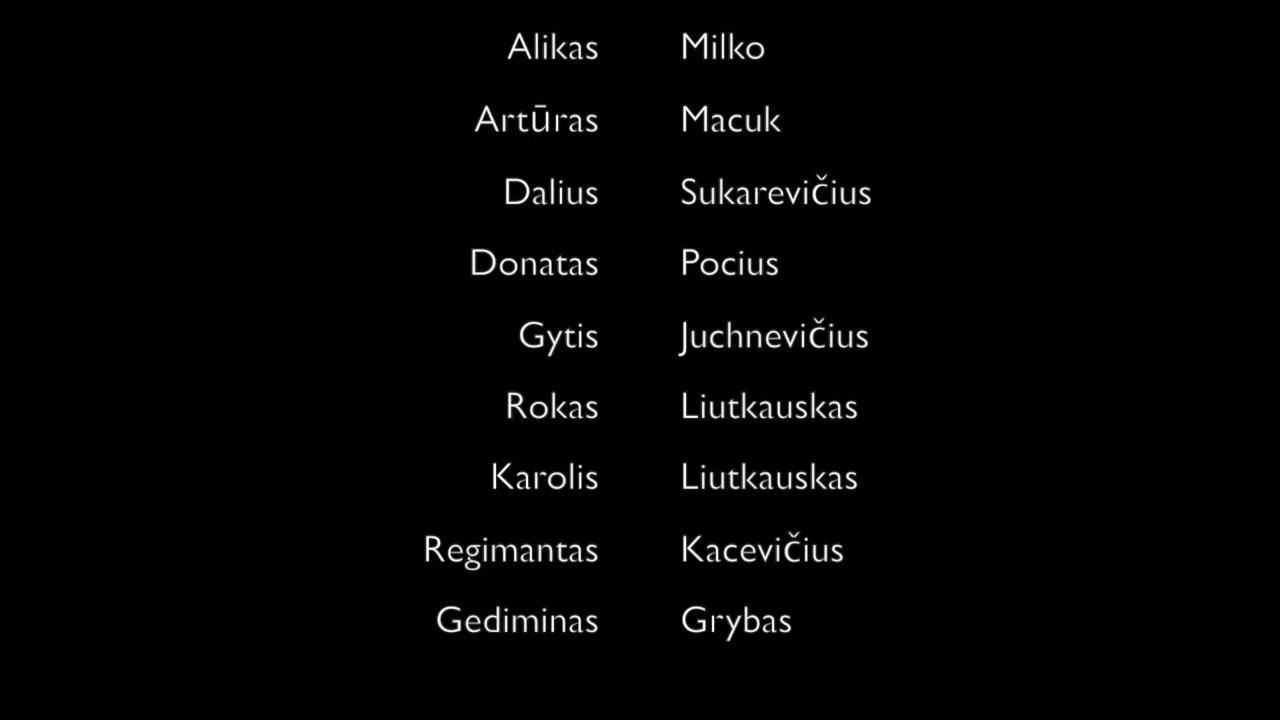 Alikas Milko
Artūras Macuk
Dalius Sukarevičius
Donatas Pocius
Gytis Juchnevičius
Rokas Liutkauskas
Karolis Liutkauskas
Regimantas Kacevičius
Gediminas Grybas